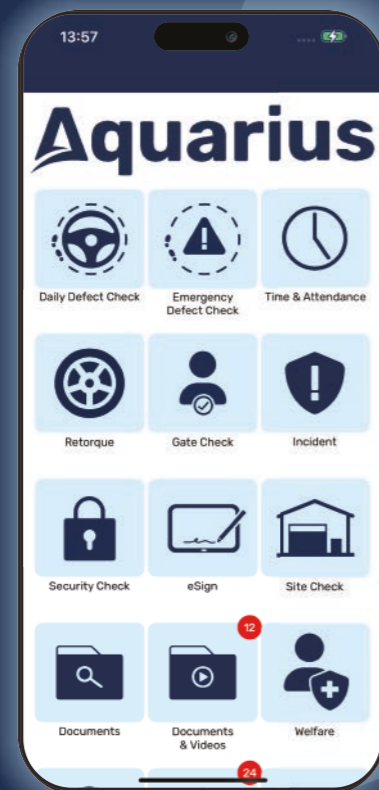 13:57
Aquarius
Daily Defect Check
Emergency
Defect Check
Time & Attendance
Retorque
Gate Check
Incident
Security Check
eSign
Site Check
12
Documents
Documents
& Videos
Welfare
24